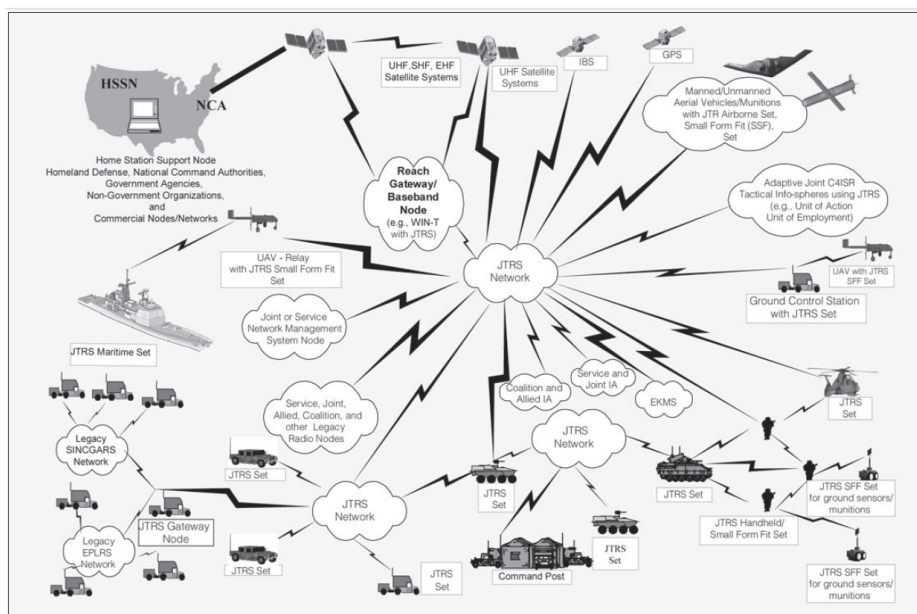 HSSN
NCA
Home Station Support Node
Homeland Defense, National Command Authorities,
Government Agencies,
Non-Government Organizations,
and
Commercial Nodes/Networks
UHF,SHF, EHF
Satellite Systems
UHF Satellite
Systems
IBS
GPS
Manned/Unmanned
Aerial Vehicles/Munitions
with JTR Airborne Set,
Small Form Fit (SSF),
Set
Reach
Gateway/
Baseband
Node
(e.g., WIN-T
with JTRS)
Adaptive Joint C4ISR
Tactical Info-spheres using JTRS
(e.g., Unit of Action
Unit of Employment)
UAV - Relay
with JTRS Small Form Fit
Set
JTRS
Network
UAV with JTRS
SFF Set
Ground Control Station
with JTRS Set
Joint or Service
Network Management
System Node
JTRS Maritime Set
Service, Joint,
Allied, Coalition, and
other Legacy
Radio Nodes
Coalition and
Allied IA
Service and
Joint IA
EKMS
JTRS
Set
Legacy
SINCGARS
Network
JTRS
Network
JTRS Set
JTRS
Network
JTRS
Set
JTRS Set
JTRS SFF Set
for ground sensors/
munitions
JTRS Gateway
Node
JTRS Handheld/
Small Form Fit Set
Legacy
EPLRS
Network
JTRS Set
JTRS
Set
Command Post
JTRS
Set
JTRS SFF Set
for ground sensors/
munitions